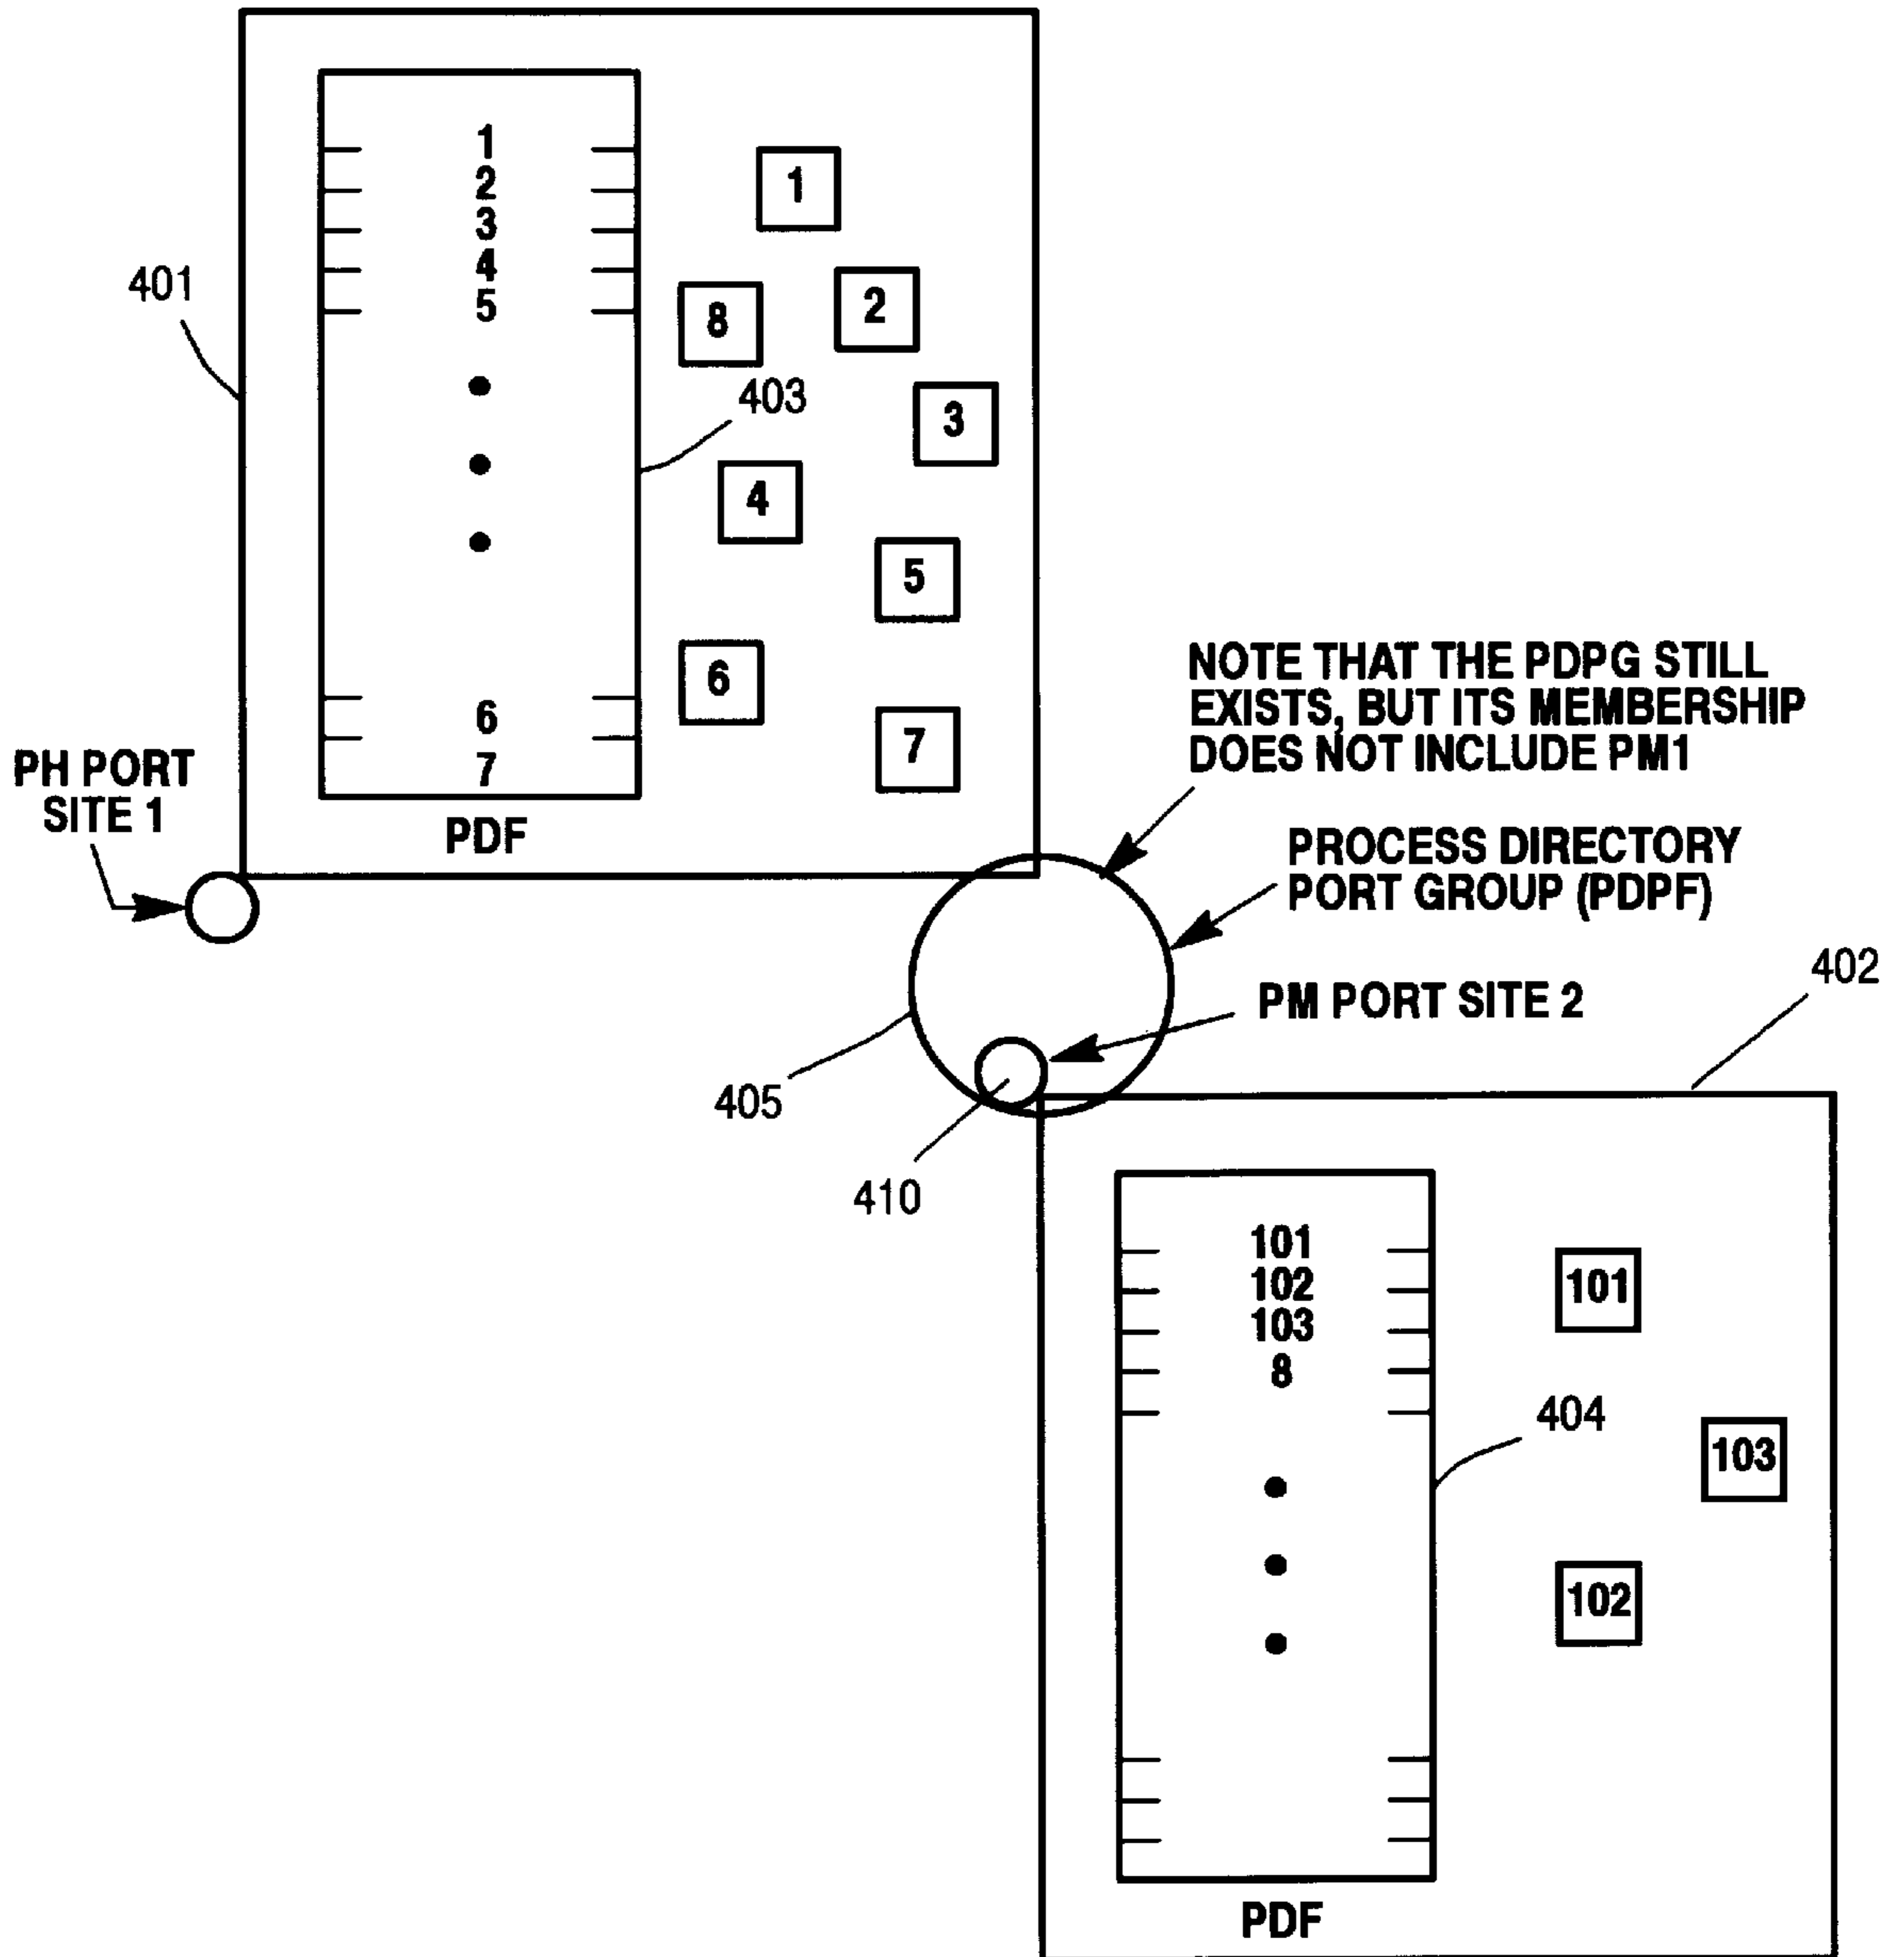 1
2
3
4
5
1
2
8
401
403
3
4
5
6
7
6
7
PDF
PH PORT
SITE 1
NOTE THAT THE PDPG STILL
EXISTS, BUT ITS MEMBERSHIP
DOES NOT INCLUDE PM1
PROCESS DIRECTORY
PORT GROUP (PDPF)
402
PM PORT SITE 2
405
410
101
102
103
8
101
404
103
102
PDF